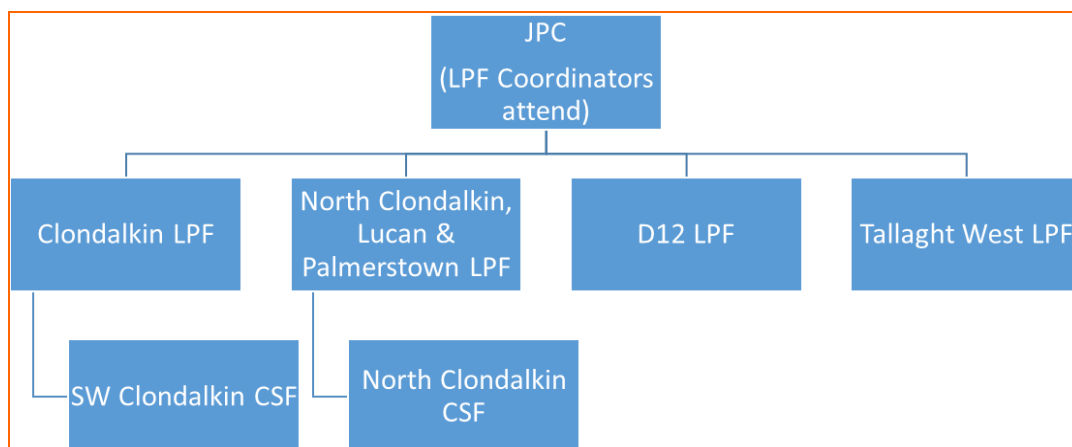 JPC
(LPF Coordinators
attend)
Clondalkin LPF
North Clondalkin,
Lucan &
Palmerstown LPF
D12 LPF
Tallaght West LPF
SW Clondalkin CSF
North Clondalkin
CSF